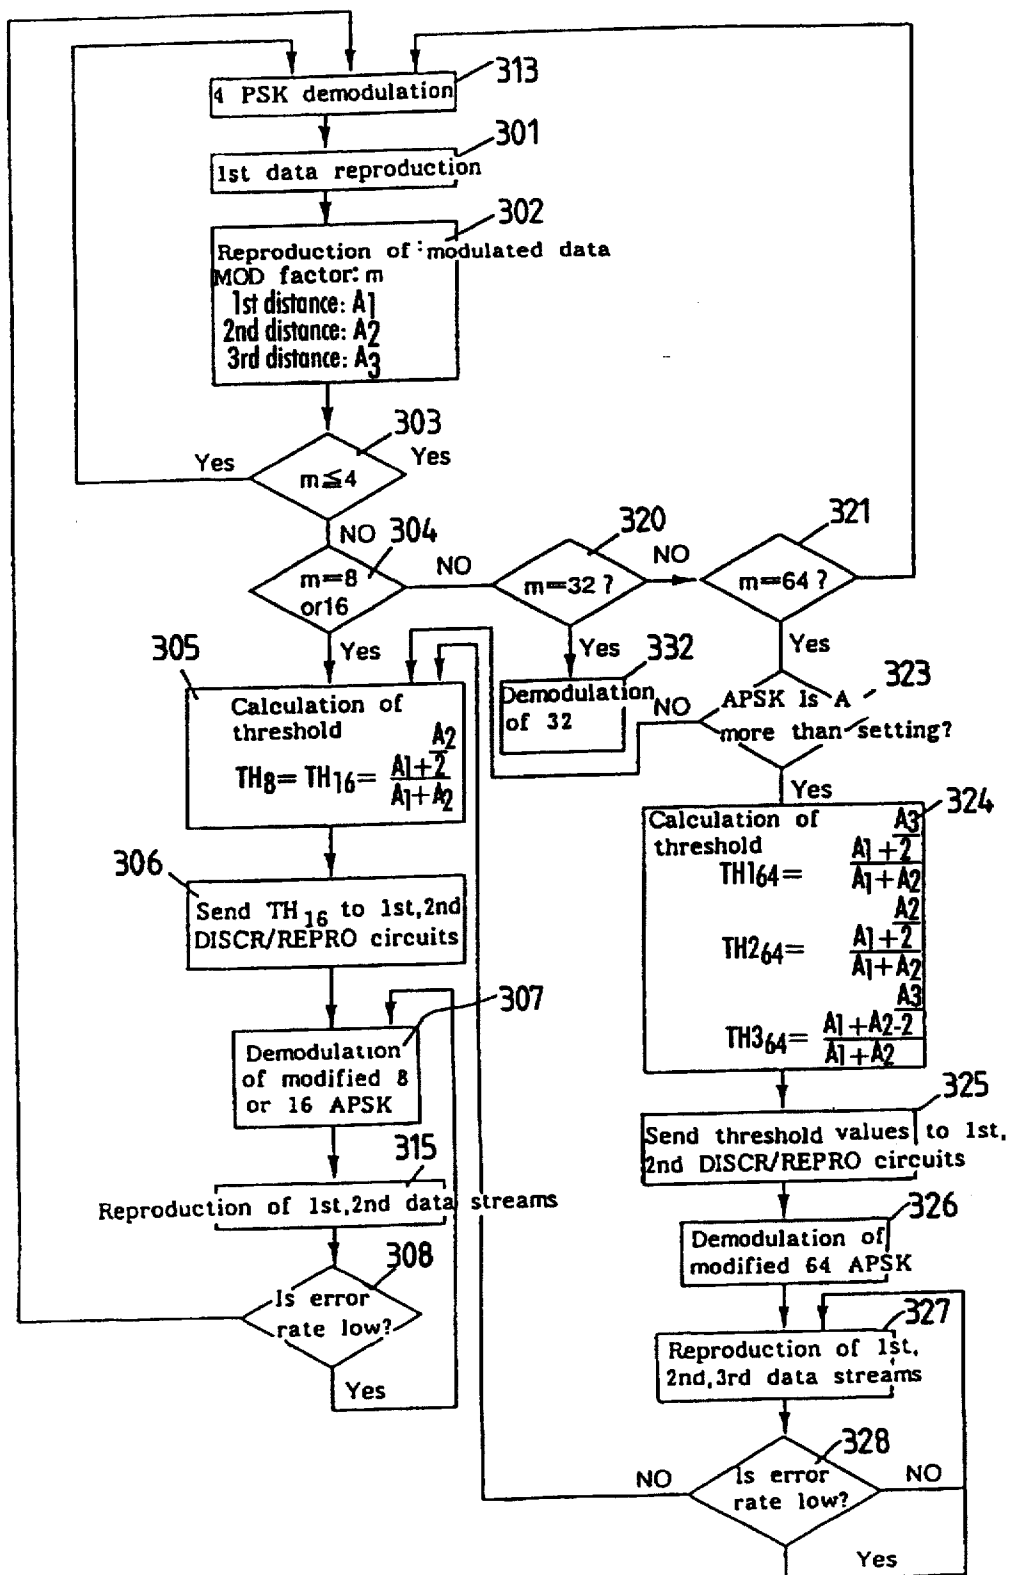 313
4 PSK demodulation
301
1st data reproduction
302
Reproduction of:modulated data
MOD factor: m
1st distance: A1
2nd distance: A2
3rd distance: A3
303
Yes
Yes
m≦4
NO
304
m=8
or16
NO
320
m=32 ?
NO
321
m=64 ?
Yes
Yes
Yes
305
Calculation of
threshold
A2
TH8= TH16= A1+2
A1+A2
332
Demodulation
of 32
NO
323
APSK Is A
more than setting?
Yes
324
Calculation of
threshold
A3
A1+2
TH164=
A1+A2
A2
A1+2
TH264=
A1+A2
A3
A1+A2-2
TH364=
A1+A2
306
Send TH16 to 1st,2nd
DISCR/REPRO circuits
307
Demodulation
of modified 8
or 16 APSK
325
Send threshold values to 1st,
2nd DISCR/REPRO circuits
315
Reproduction of 1st,2nd data streams
326
Demodulation of
modified 64 APSK
308
Is error
rate low?
Yes
327
Reproduction of 1st,
2nd,3rd data streams
328
NO
Is error
rate low?
NO
Yes